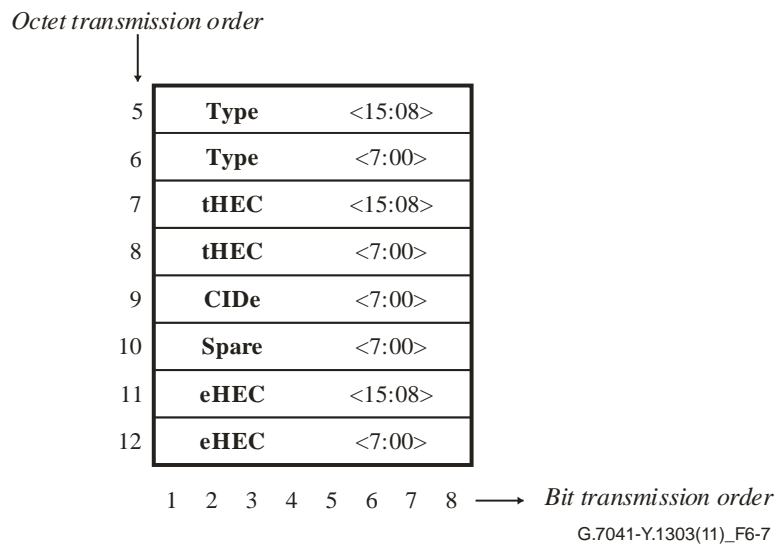 Octet transmission order
5 Type <15:08>
6 Type <7:00>
7 tHEC <15:08>
8 tHEC <7:00>
9 CIDe <7:00>
10 Spare <7:00>
11 eHEC <15:08>
12 eHEC <7:00>
1 2 3 4 5 6 7 8 Bit transmission order
G.7041-Y.1303(11)_F6-7